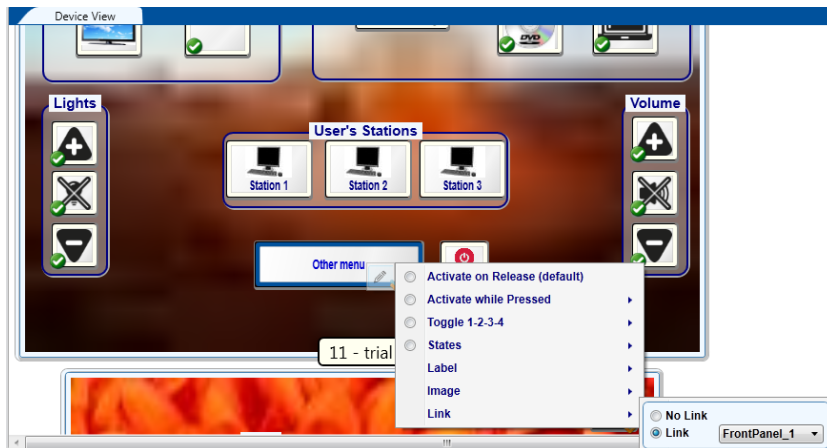 Device View
DVD
Lights
Volume
User's Stations
Station 1
Station 2
Station 3
Other menu
Activate on Release (default)
Activate while Pressed
Toggle 1-2-3-4
States
11 - trial
Label
Image
Link
No Link
Link
FrontPanel_1